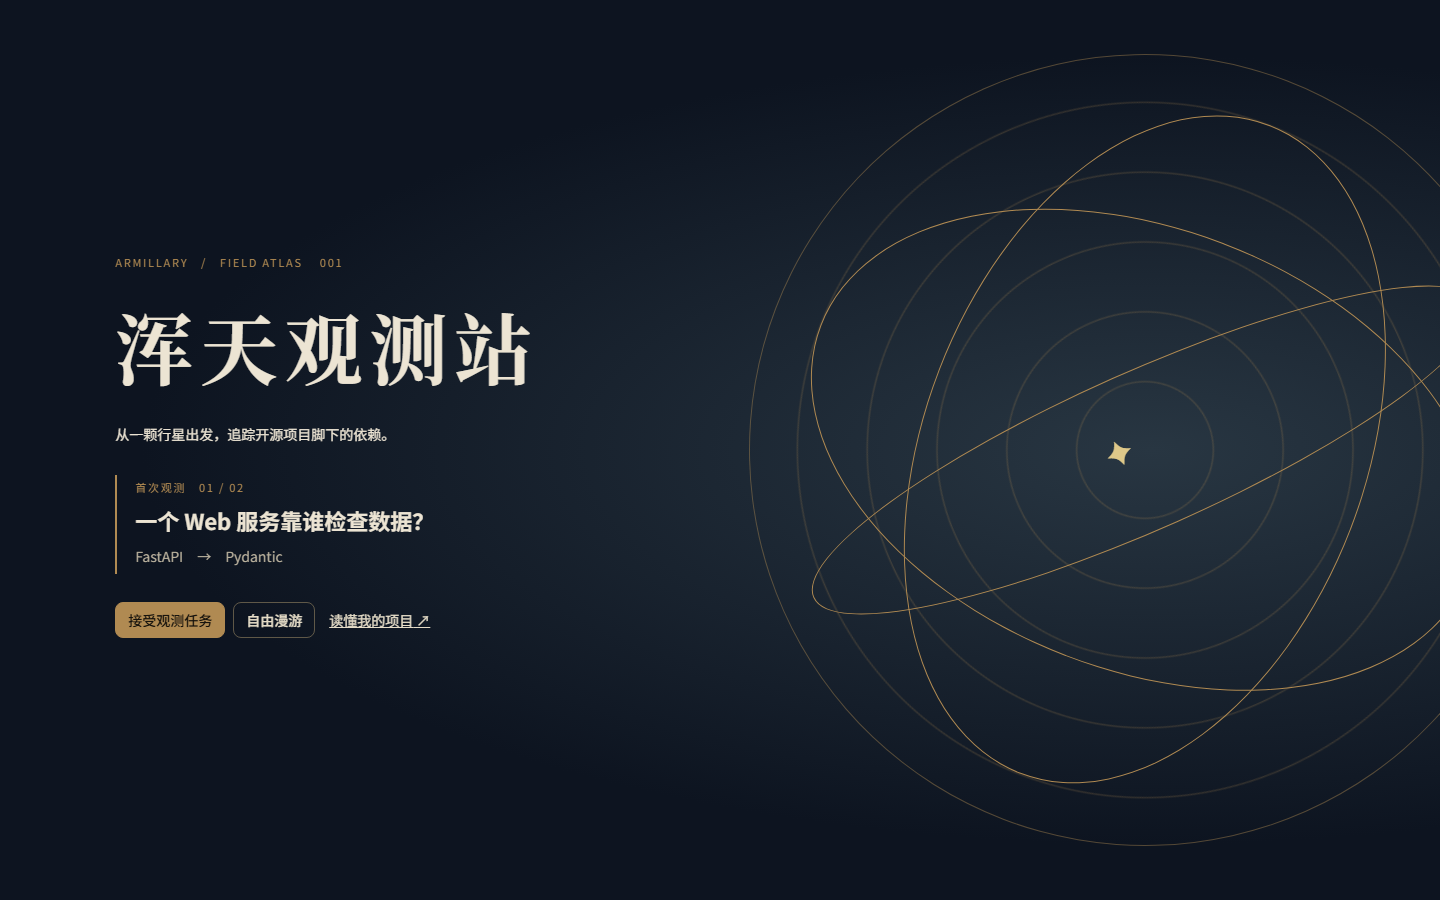 ARMILLARY / FIELD ATLAS 001
浑天观测站
从一颗行星出发，追踪开源项目脚下的依赖。
首次观测 01 / 02
一个 Web 服务靠谁检查数据？
FastAPI → Pydantic
接受观测任务 自由漫游 读懂我的项目 ↗